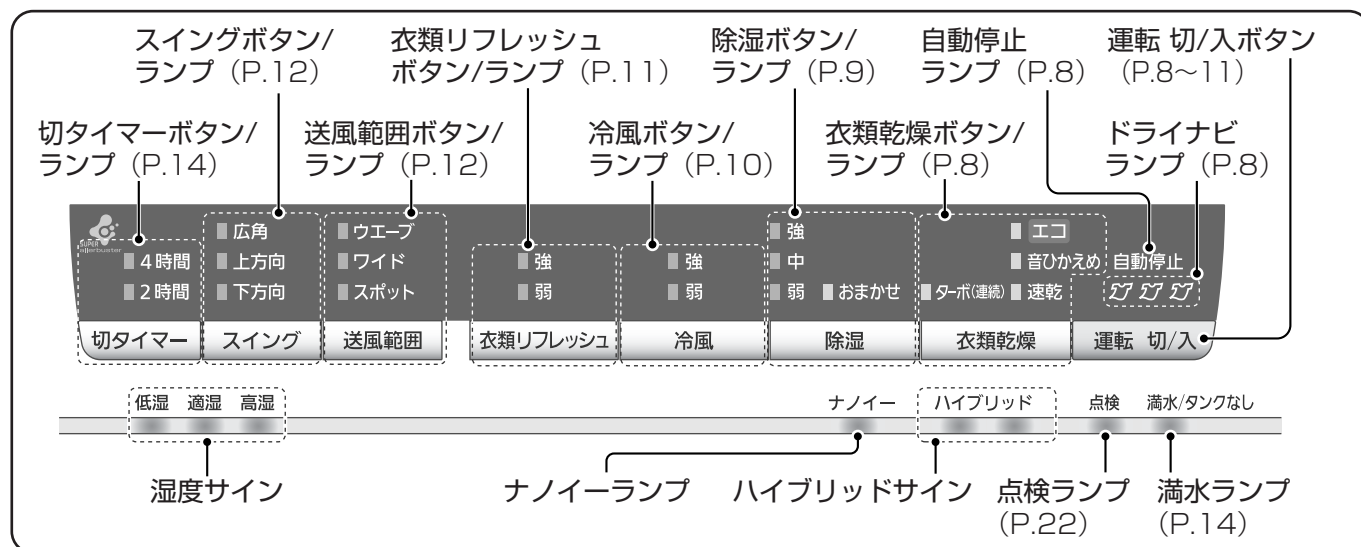 スイングボタン/
ランプ（P.12）
衣類リフレッシュ
ボタン/ランプ（P.11）
除湿ボタン/
ランプ（P.9）
自動停止
ランプ（P.8）
運転 切/入ボタン
（P.8〜11）
切タイマーボタン/
ランプ（P.14）
送風範囲ボタン/
ランプ（P.12）
冷風ボタン/
ランプ（P.10）
衣類乾燥ボタン/
ランプ（P.8）
ドライナビ
ランプ（P.8）
SUPER
allerbuster
4時間
2時間
切タイマー
広角
上方向
下方向
スイング
ウエーブ
ワイド
スポット
送風範囲
強
弱
衣類リフレッシュ
強
弱
冷風
強
中
弱 おまかせ
除湿
エコ
音ひかえめ
ターボ(連続) 速乾
衣類乾燥
自動停止
運転 切/入
低湿 適湿 高湿
ナノイー
ハイブリッド
点検
満水/タンクなし
湿度サイン
ナノイーランプ
ハイブリッドサイン
点検ランプ
（P.22）
満水ランプ
（P.14）